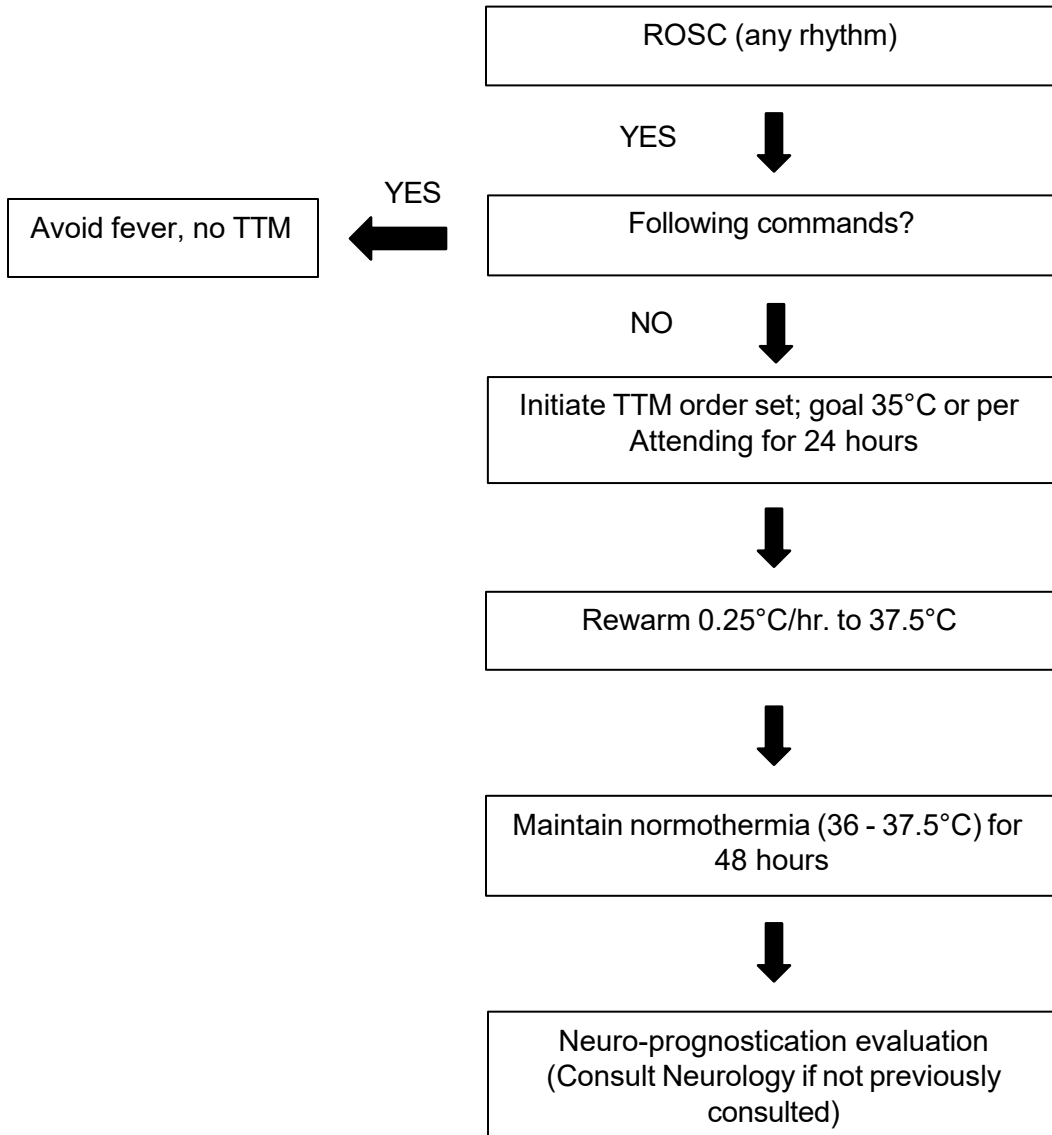 ROSC (any rhythm)
YES
YES
Avoid fever, no TTM
Following commands?
NO
Initiate TTM order set; goal 35°C or per
Attending for 24 hours
Rewarm 0.25°C/hr. to 37.5°C
Maintain normothermia (36 - 37.5°C) for
48 hours
Neuro-prognostication evaluation
(Consult Neurology if not previously
consulted)